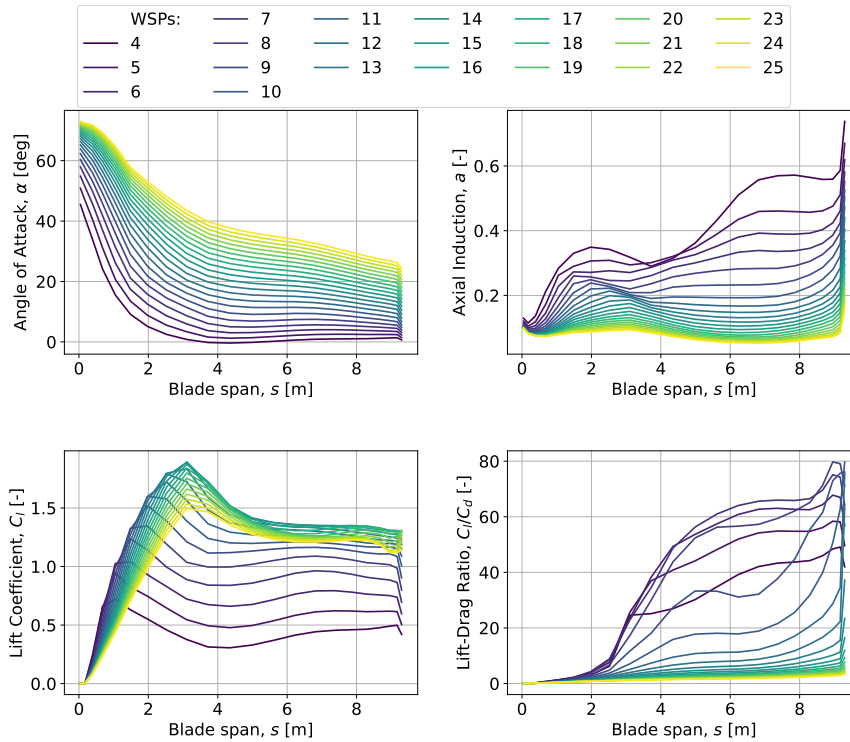 WSPs:
4
5
6
7
8
9
10
11
12
13
14
15
16
17
18
19
20
21
22
23
24
25
Angle of Attack, α [deg]
60
40
20
0
0 2 4 6 8
Blade span, s [m]
Axial Induction, a [-]
0.6
0.4
0.2
0 2 4 6 8
Blade span, s [m]
Lift Coefficient, Cl [-]
1.5
1.0
0.5
0.0
0 2 4 6 8
Blade span, s [m]
Lift-Drag Ratio, Cl/Cd [-]
80
60
40
20
0
0 2 4 6 8
Blade span, s [m]